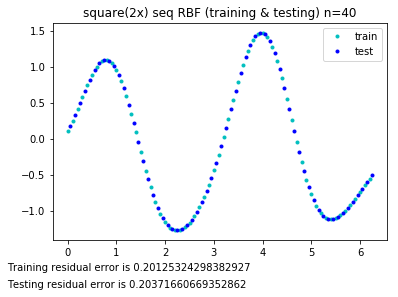 square(2x) seq RBF (training & testing) n=40
train
test
1.5
1.0
0.5
0.0
−0.5
−1.0
0 1 2 3 4 5 6
Training residual error is 0.20125324298382927
Testing residual error is 0.20371660669352862